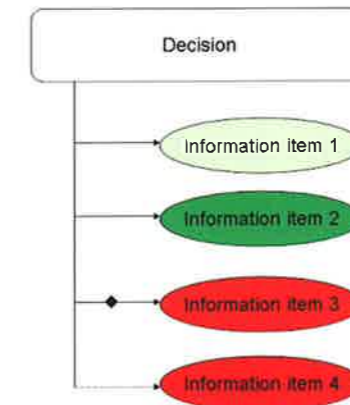 Decision
Information item 1
Information item 2
Information item 3
Information item 4